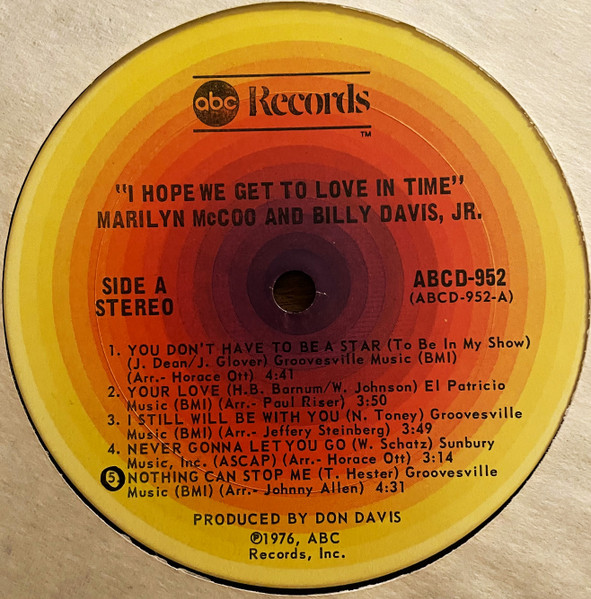 abc Records
TM
"I HOPE WE GET TO LOVE IN TIME"
MARILYN McCOO AND BILLY DAVIS, JR.
SIDE A
STEREO
ABCD-952
(ABCD-952-A)
1. YOU DON'T HAVE TO BE A STAR (To Be In My Show)
(J. Dean/J. Glover) Groovesville Music (BMI)
(Arr.- Horace Ott) 4:41
2. YOUR LOVE (H.B. Barnum/W. Johnson) El Patricio
Music (BMI) (Arr.- Paul Riser) 3:50
3. I STILL WILL BE WITH YOU (N. Toney) Groovesville
Music (BMI) (Arr.- Jeffery Steinberg) 3:49
4. NEVER GONNA LET YOU GO (W. Schatz) Sunbury
Music, Inc. (ASCAP) (Arr.- Horace Ott) 3:14
5. NOTHING CAN STOP ME (T. Hester) Groovesville
Music (BMI) (Arr.- Johnny Allen) 4:31
PRODUCED BY DON DAVIS
℗1976, ABC
Records, Inc.